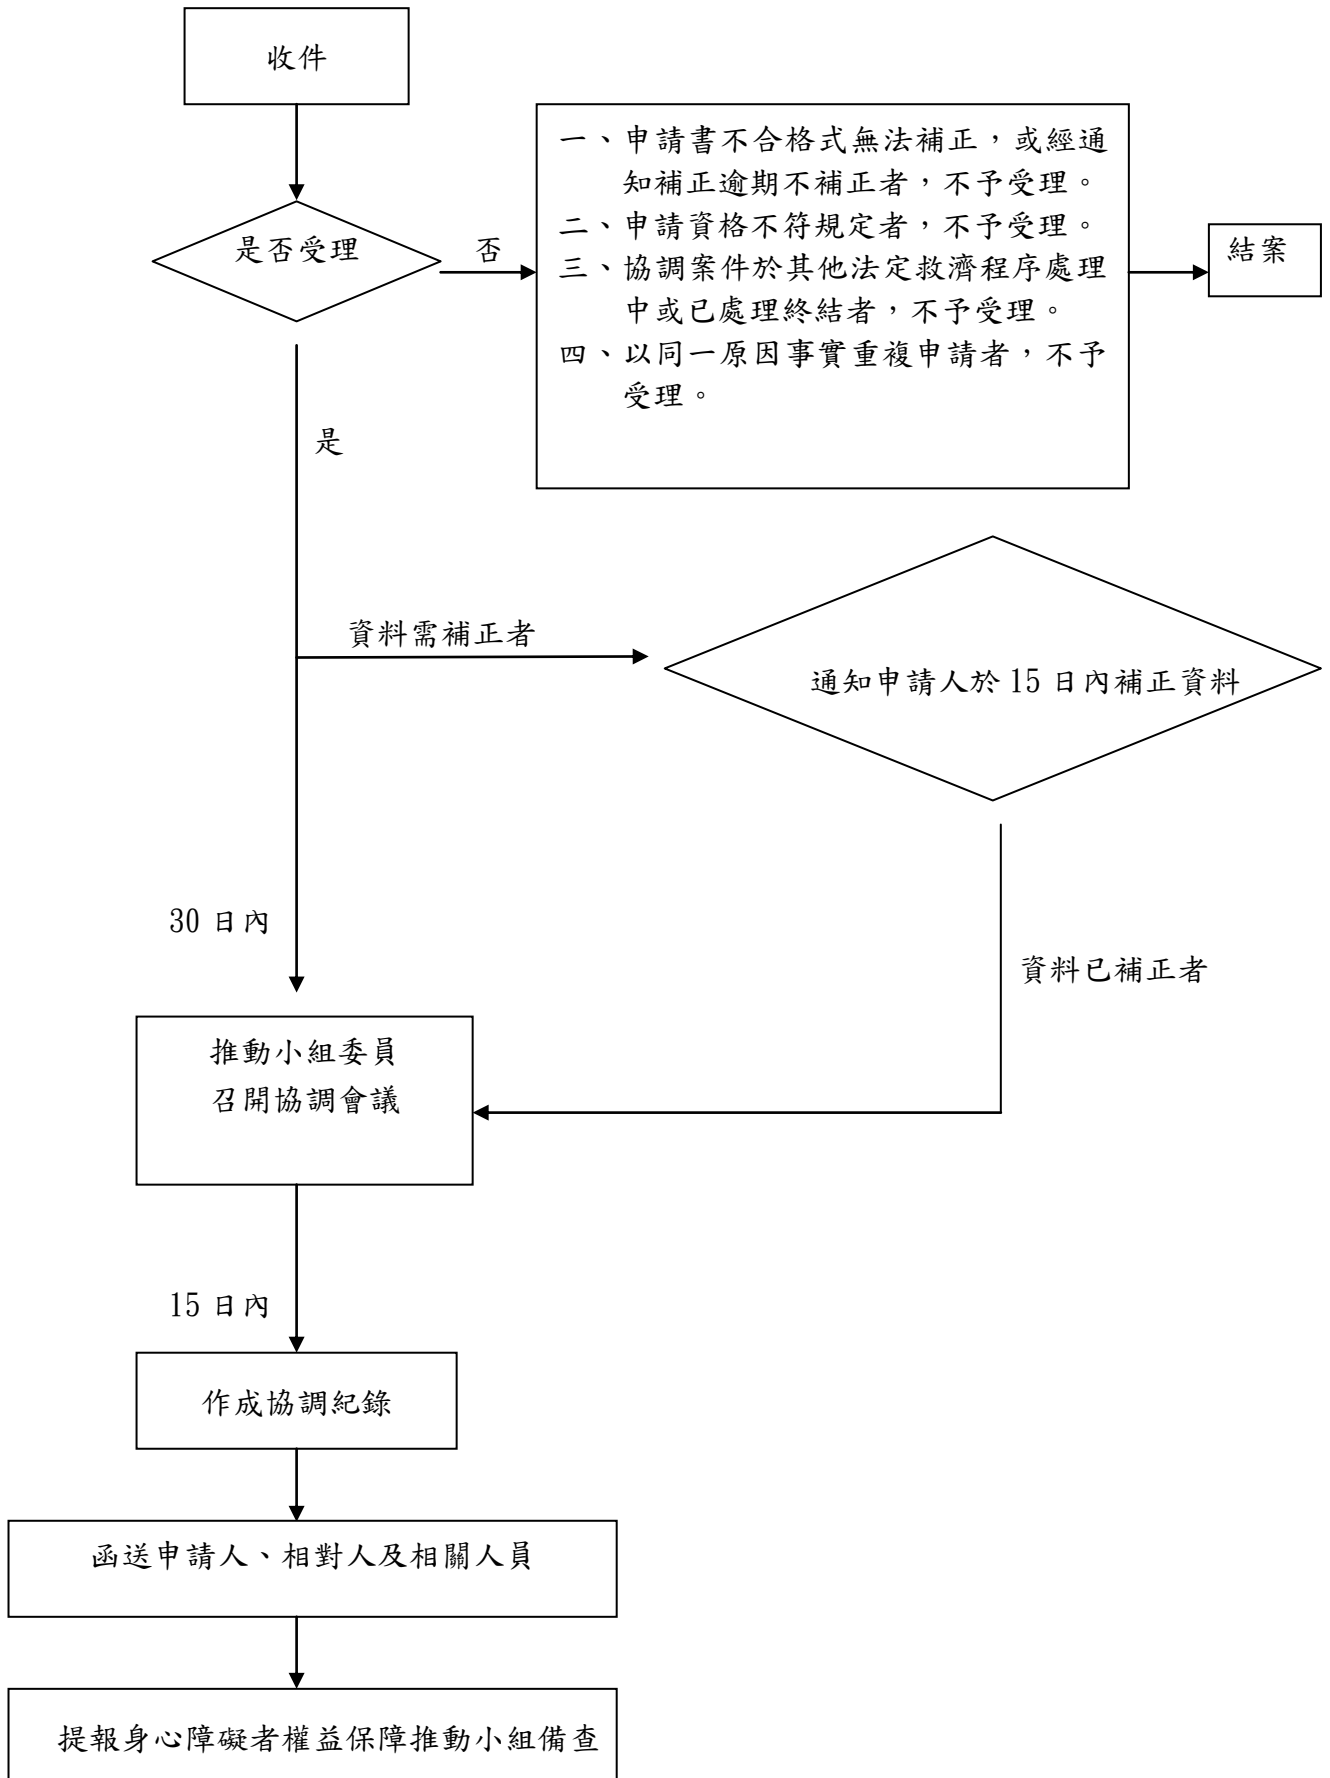 收件
一、申請書不合格式無法補正，或經通
知補正逾期不補正者，不予受理。
二、申請資格不符規定者，不予受理。
三、協調案件於其他法定救濟程序處理
中或已處理終結者，不予受理。
四、以同一原因事實重複申請者，不予
受理。
是否受理
否
結案
是
資料需補正者
通知申請人於 15 日內補正資料
30 日內
資料已補正者
推動小組委員
召開協調會議
15 日內
作成協調紀錄
函送申請人、相對人及相關人員
提報身心障礙者權益保障推動小組備查